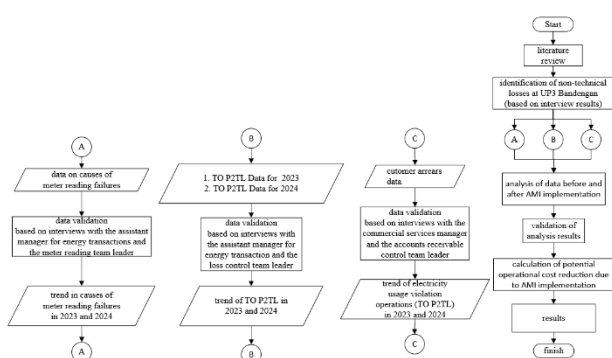 A
data on causes of
meter reading failures
data validation
based on interviews with the assistant
manager for energy transactions and
the meter reading team leader
trend in causes of
meter reading failures
in 2023 and 2024
A
B
1. TO P2TL Data for 2023
2. TO P2TL Data for 2024
data validation
based on interviews with
the assistant manager for
energy transaction and the
loss control team leader
trend of TO P2TL in
2023 and 2024
B
C
cutomer arrears
data
data validation
based on interviews with the
commercial services manager
and the accounts receivable
control team leader
trend of electricity
usage violation
operations (TO P2TL)
in 2023 and 2024
C
Start
literature
review
identification of non-technical
losses at UP3 Bandengan
(based on interview results)
A
B
C
analysis of data before and
after AMI implementation
validation of
analysis results
calculation of potential
operational cost reduction due
to AMI implementation
results
finish